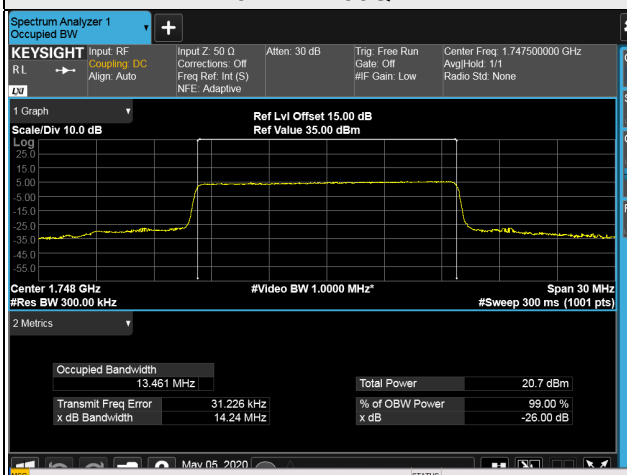 Spectrum Analyzer 1
Occupied BW
KEYSIGHT Input: RF Input Z: 50 Ω Atten: 30 dB Trig: Free Run Center Freq: 1.747500000 GHz
RL Coupling: DC Corrections: Off Gate: Off Avg|Hold: 1/1
Align: Auto Freq Ref: Int (S) #IF Gain: Low Radio Std: None
LXI NFE: Adaptive
1 Graph Ref Lvl Offset 15.00 dB
Scale/Div 10.0 dB Ref Value 35.00 dBm
Log
25.0
15.0
5.00
-5.00
-15.0
-25.0
-35.0
-45.0
-55.0
Center 1.748 GHz #Video BW 1.0000 MHz* Span 30 MHz
#Res BW 300.00 kHz #Sweep 300 ms (1001 pts)
2 Metrics
Occupied Bandwidth
13.461 MHz Total Power 20.7 dBm
Transmit Freq Error 31.226 kHz % of OBW Power 99.00 %
x dB Bandwidth 14.24 MHz x dB -26.00 dB
May 05, 2020
MSG STATUS